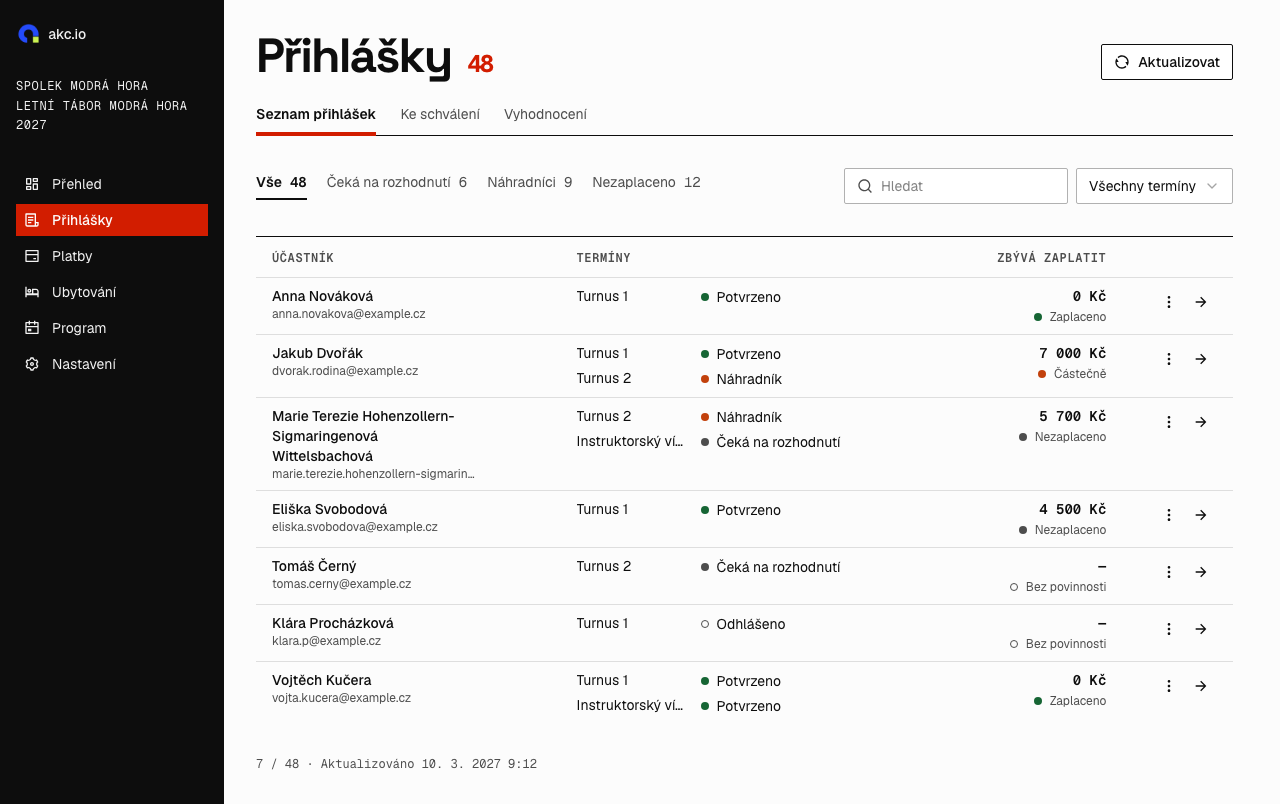 akc.io
SPOLEK MODRÁ HORA
LETNÍ TÁBOR MODRÁ HORA
2027
Přehled
Přihlášky
Platby
Ubytování
Program
Nastavení
Přihlášky 48
Aktualizovat
Seznam přihlášek Ke schválení Vyhodnocení
Vše 48 Čeká na rozhodnutí 6 Náhradníci 9 Nezaplaceno 12
Hledat
Všechny termíny
ÚČASTNÍK TERMÍNY ZBÝVÁ ZAPLATIT
Anna Nováková Turnus 1 Potvrzeno 0 Kč
anna.novakova@example.cz Zaplaceno
Jakub Dvořák Turnus 1 Potvrzeno 7 000 Kč
dvorak.rodina@example.cz Částečně
Turnus 2 Náhradník
Marie Terezie Hohenzollern- Turnus 2 Náhradník 5 700 Kč
Sigmaringenová Instruktorský ví… Čeká na rozhodnutí Nezaplaceno
Wittelsbachová
marie.terezie.hohenzollern-sigmarin…
Eliška Svobodová Turnus 1 Potvrzeno 4 500 Kč
eliska.svobodova@example.cz Nezaplaceno
Tomáš Černý Turnus 2 Čeká na rozhodnutí –
tomas.cerny@example.cz Bez povinnosti
Klára Procházková Turnus 1 Odhlášeno –
klara.p@example.cz Bez povinnosti
Vojtěch Kučera Turnus 1 Potvrzeno 0 Kč
vojta.kucera@example.cz Zaplaceno
Instruktorský ví… Potvrzeno
7 / 48 · Aktualizováno 10. 3. 2027 9:12